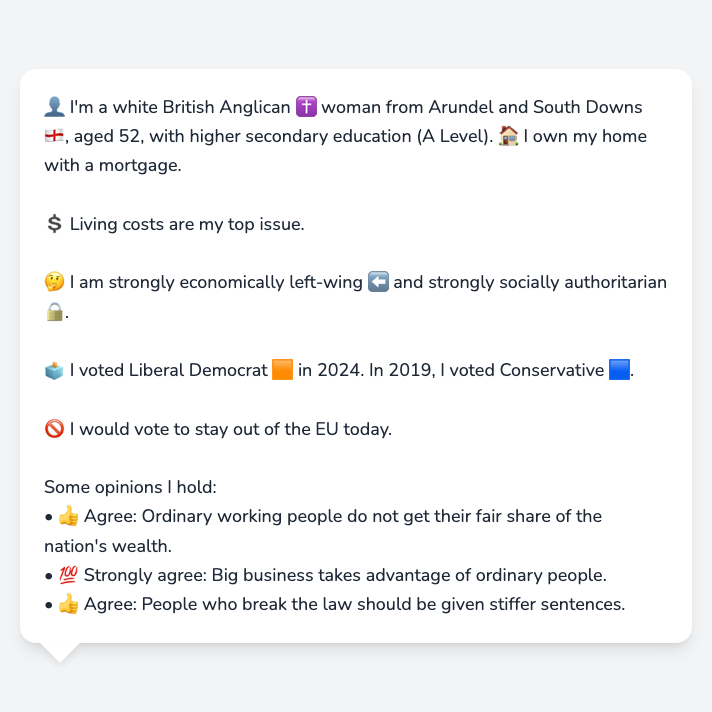 👤 I'm a white British Anglican ✝️ woman from Arundel and South Downs
🏴󠁧󠁢󠁥󠁮󠁧󠁿, aged 52, with higher secondary education (A Level). 🏠 I own my home
with a mortgage.
💲 Living costs are my top issue.
🤔 I am strongly economically left-wing ⬅️ and strongly socially authoritarian
🔒.
🗳️ I voted Liberal Democrat 🟧 in 2024. In 2019, I voted Conservative 🟦.
🚫 I would vote to stay out of the EU today.
Some opinions I hold:
• 👍 Agree: Ordinary working people do not get their fair share of the
nation's wealth.
• 💯 Strongly agree: Big business takes advantage of ordinary people.
• 👍 Agree: People who break the law should be given stiffer sentences.